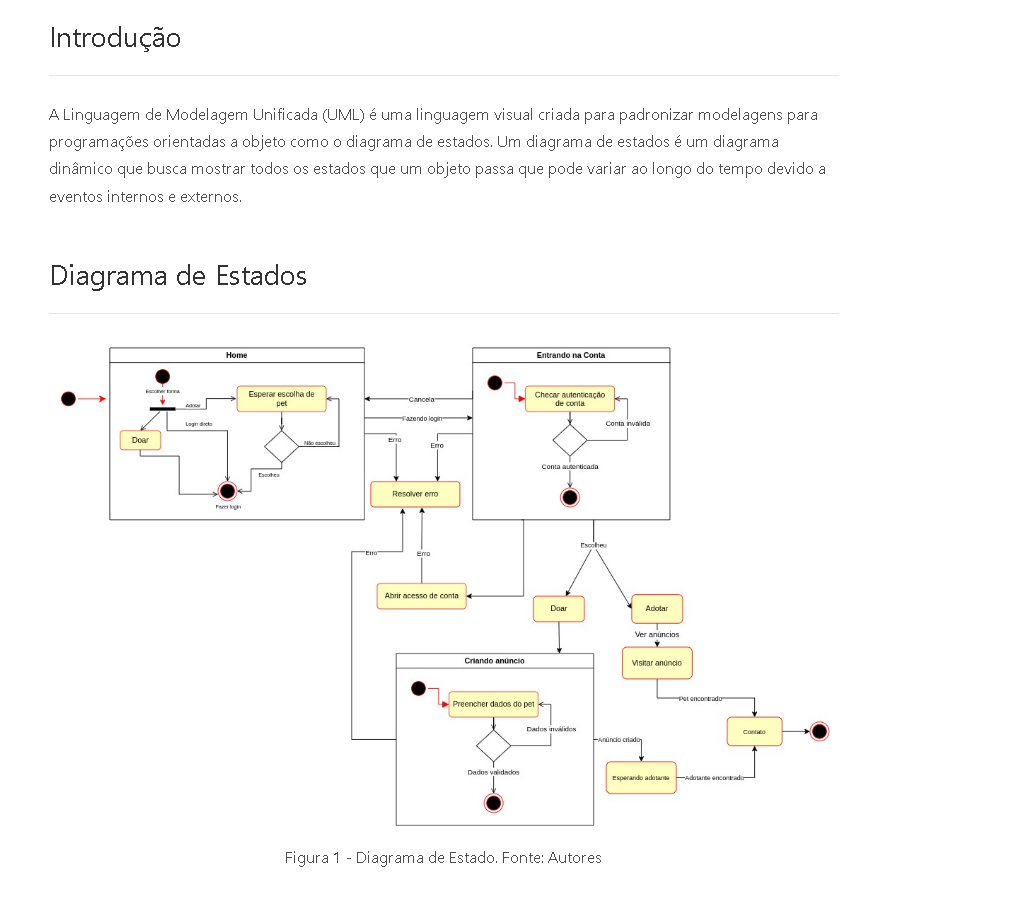 Introdução
A Linguagem de Modelagem Unificada (UML) é uma linguagem visual criada para padronizar modelagens para
programações orientadas a objeto como o diagrama de estados. Um diagrama de estados é um diagrama
dinâmico que busca mostrar todos os estados que um objeto passa que pode variar ao longo do tempo devido a
eventos internos e externos.
Diagrama de Estados
Home
Escolher forma
Adotar
Esperar escolha de
pet
Login direto
Doar
Não escolheu
Escolheu
Fazer login
Cancela
Fazendo login
Erro
Erro
Resolver erro
Entrando na Conta
Checar autenticação
de conta
Conta inválida
Conta autenticada
Erro
Erro
Abrir acesso de conta
Escolheu
Doar
Adotar
Ver anúncios
Visitar anúncio
Pet encontrado
Criando anúncio
Preencher dados do pet
Dados inválidos
Dados validados
Anúncio criado
Esperando adotante
Adotante encontrado
Contato
Figura 1 - Diagrama de Estado. Fonte: Autores